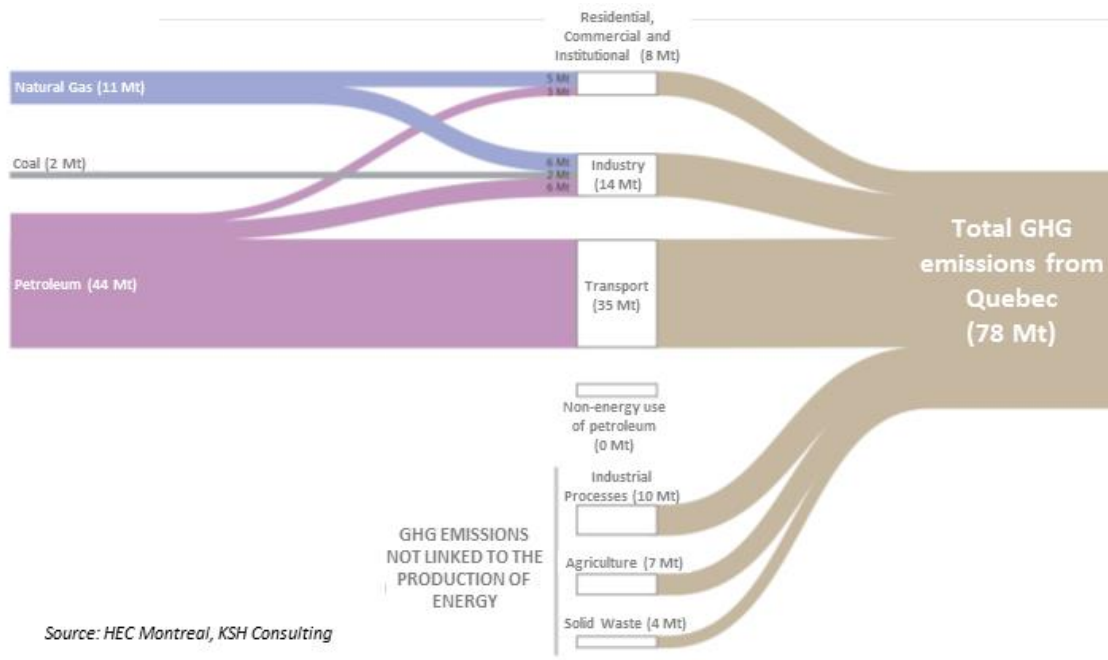 Residential,
Commercial and
Institutional (8 Mt)
Natural Gas (11 Mt)
5 Mt
3 Mt
Coal (2 Mt)
6 Mt
2 Mt
6 Mt
Industry
(14 Mt)
Petroleum (44 Mt)
Transport
(35 Mt)
Total GHG
emissions from
Quebec
(78 Mt)
Non-energy use
of petroleum
(0 Mt)
Industrial
Processes (10 Mt)
GHG EMISSIONS
NOT LINKED TO THE
PRODUCTION OF
ENERGY
Agriculture (7 Mt)
Solid Waste (4 Mt)
Source: HEC Montreal, KSH Consulting